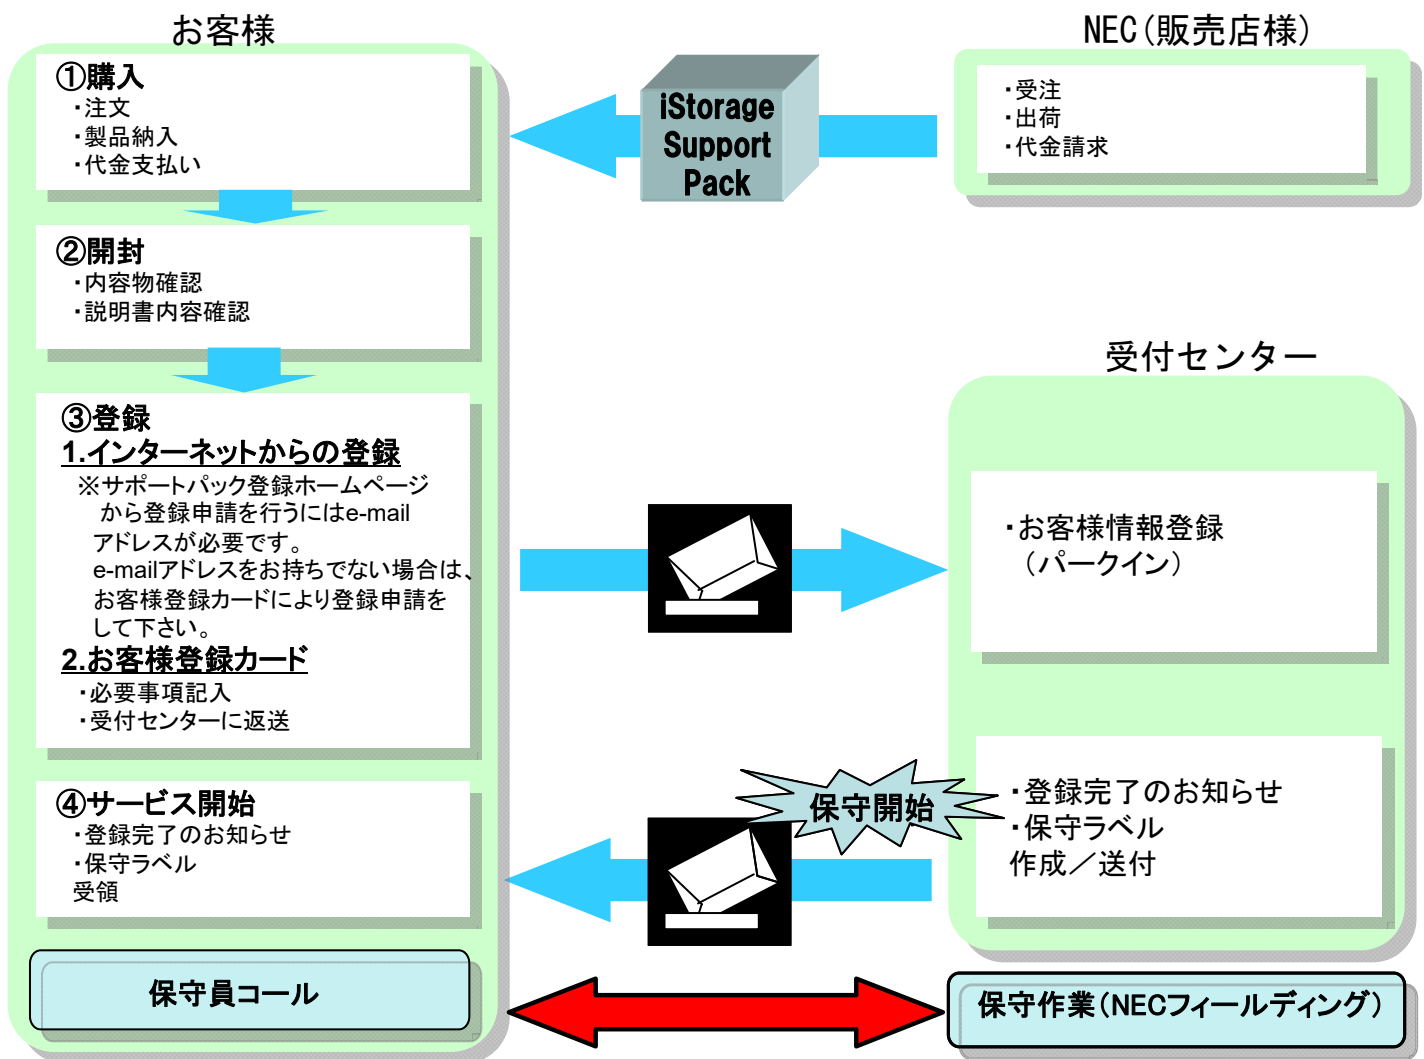 お客様
①購入
・注文
・製品納入
・代金支払い
②開封
・内容物確認
・説明書内容確認
③登録
1.インターネットからの登録
※サポートパック登録ホームページ
から登録申請を行うにはe-mail
アドレスが必要です。
e-mailアドレスをお持ちでない場合は、
お客様登録カードにより登録申請を
して下さい。
2.お客様登録カード
・必要事項記入
・受付センターに返送
④サービス開始
・登録完了のお知らせ
・保守ラベル
受領
保守員コール
iStorage
Support
Pack
保守開始
NEC(販売店様)
・受注
・出荷
・代金請求
受付センター
・お客様情報登録
(パークイン)
・登録完了のお知らせ
・保守ラベル
作成／送付
保守作業(NECフィールディング)